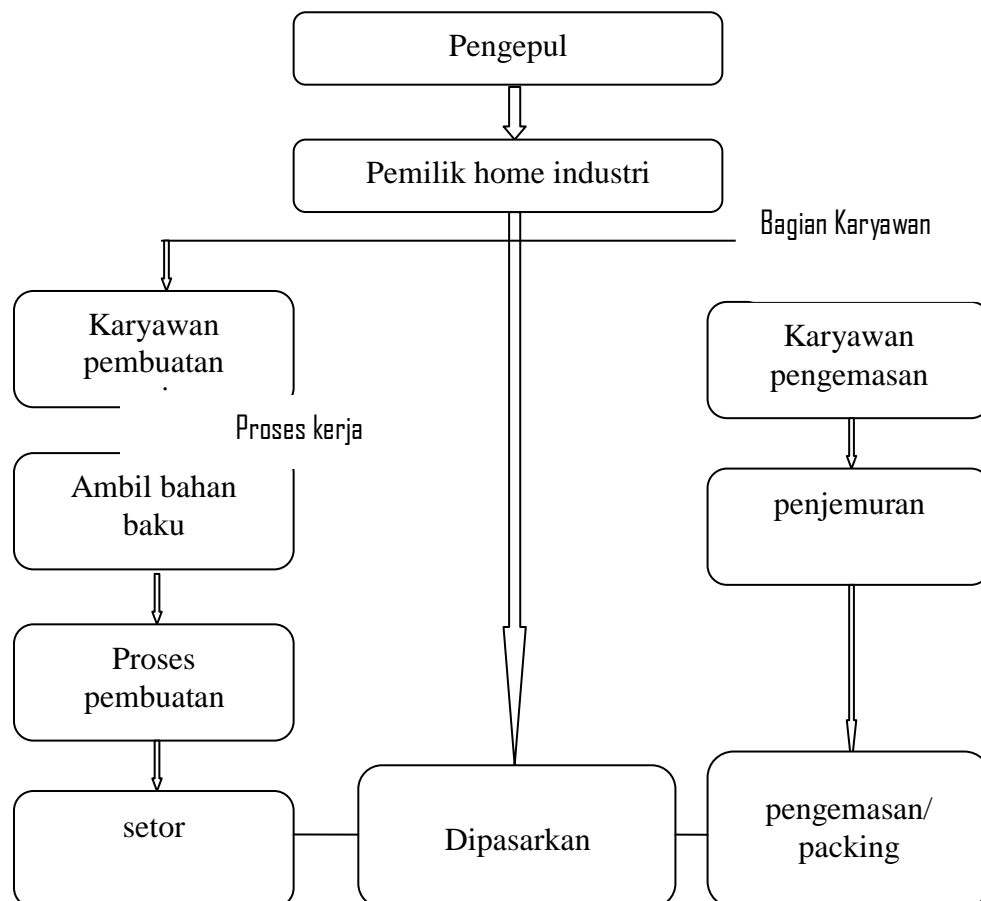 Pengepul
Pemilik home industri
Bagian Karyawan
Karyawan
pembuatan
Karyawan
pengemasan
Proses kerja
Ambil bahan
baku
penjemuran
Proses
pembuatan
setor
Dipasarkan
pengemasan/
packing